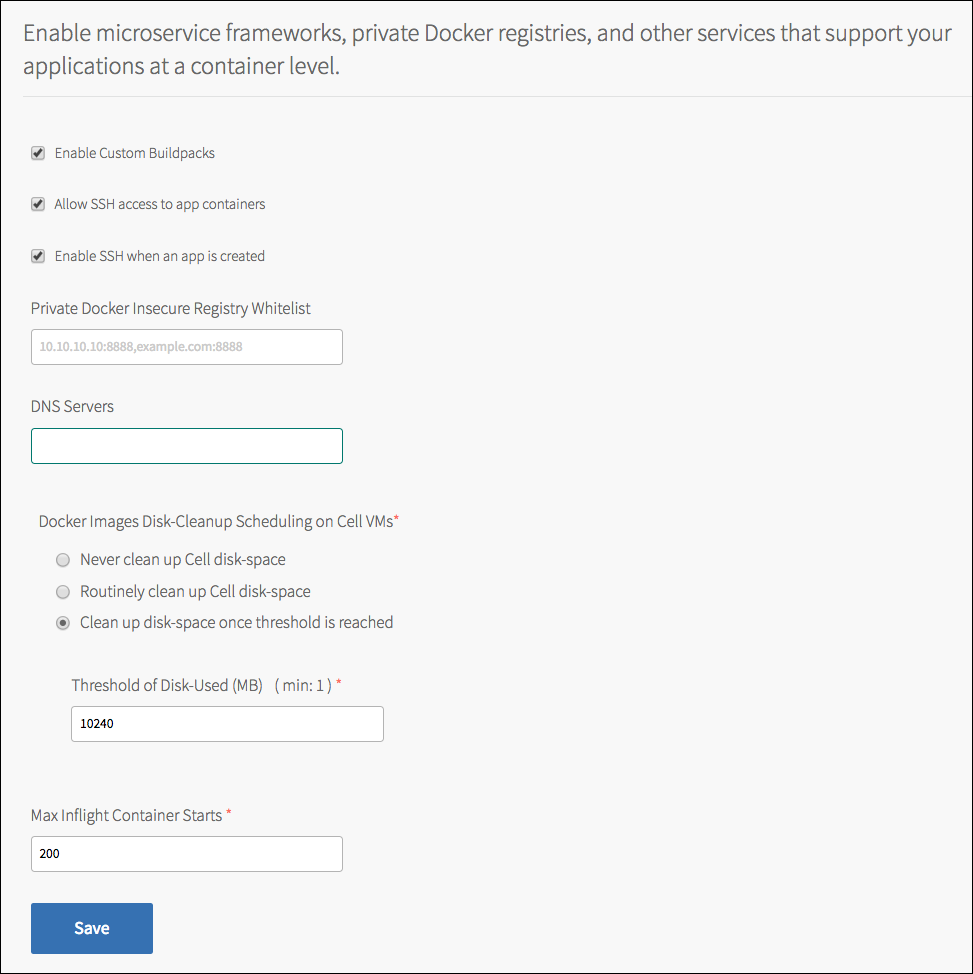 Enable microservice frameworks, private Docker registries, and other services that support your
applications at a container level.
Enable Custom Buildpacks
Allow SSH access to app containers
Enable SSH when an app is created
Private Docker Insecure Registry Whitelist
10.10.10.10:8888,example.com:8888
DNS Servers
Docker Images Disk-Cleanup Scheduling on Cell VMs*
Never clean up Cell disk-space
Routinely clean up Cell disk-space
Clean up disk-space once threshold is reached
Threshold of Disk-Used (MB) ( min: 1 ) *
10240
Max Inflight Container Starts *
200
Save